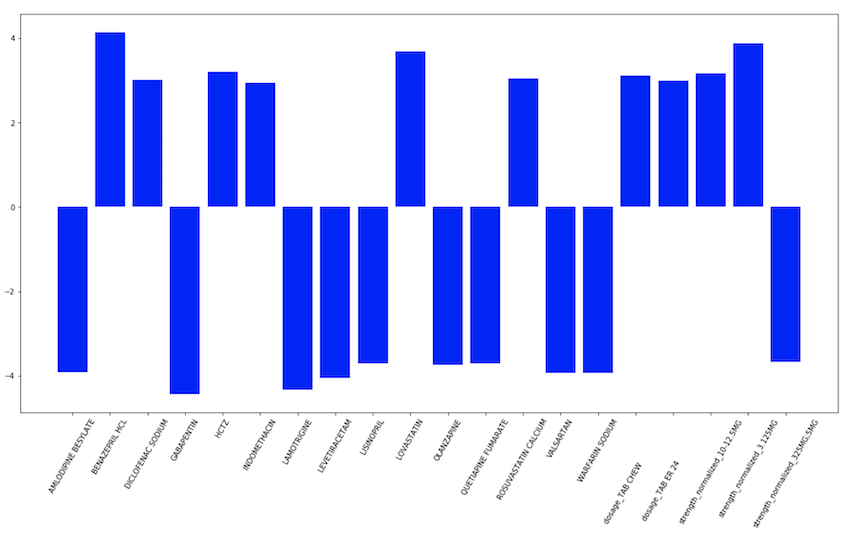 4
2
0
−2
−4
AMLODIPINE BESYLATE
BENAZEPRIL HCL
DICLOFENAC SODIUM
GABAPENTIN
HCTZ
INDOMETHACIN
LAMOTRIGINE
LEVETIRACETAM
LISINOPRIL
LOVASTATIN
OLANZAPINE
QUETIAPINE FUMARATE
ROSUVASTATIN CALCIUM
VALSARTAN
WARFARIN SODIUM
dosage_TAB CHEW
dosage_TAB ER 24
strength_normalized_10-12.5MG
strength_normalized_3.125MG
strength_normalized_325MG,5MG